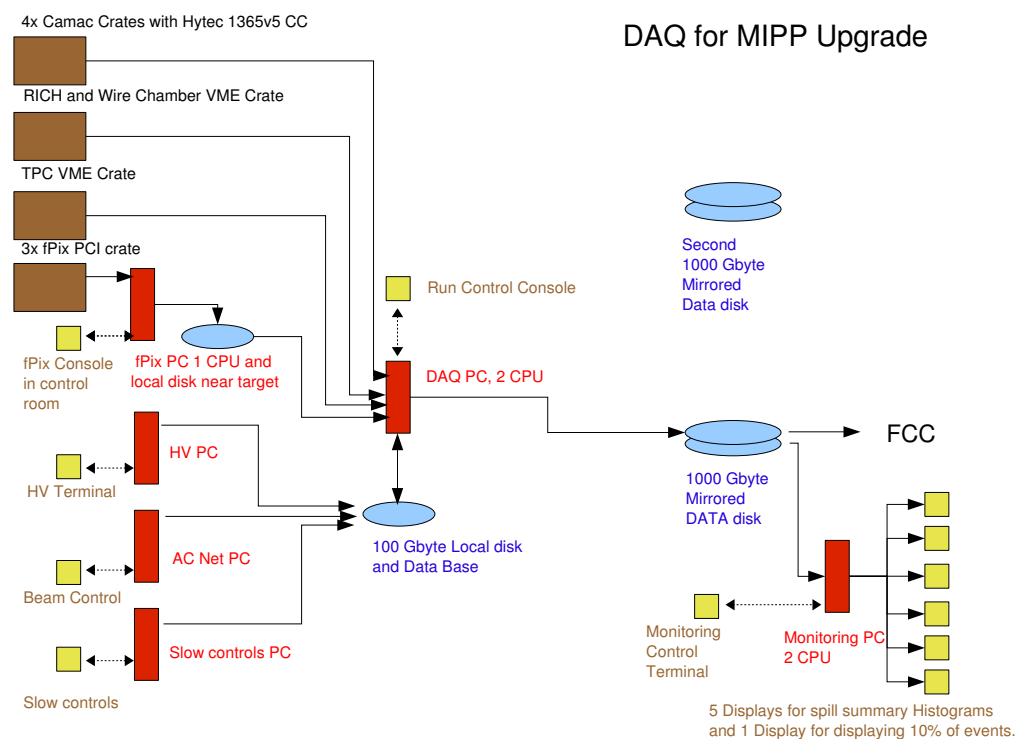 4x Camac Crates with Hytec 1365v5 CC
DAQ for MIPP Upgrade
RICH and Wire Chamber VME Crate
TPC VME Crate
3x fPix PCI crate
Second
1000 Gbyte
Mirrored
Data disk
Run Control Console
fPix Console
in control
room
fPix PC 1 CPU and
local disk near target
DAQ PC, 2 CPU
HV PC
HV Terminal
FCC
1000 Gbyte
Mirrored
DATA disk
100 Gbyte Local disk
and Data Base
AC Net PC
Beam Control
Slow controls PC
Slow controls
Monitoring
Control
Terminal
Monitoring PC
2 CPU
5 Displays for spill summary Histograms
and 1 Display for displaying 10% of events.